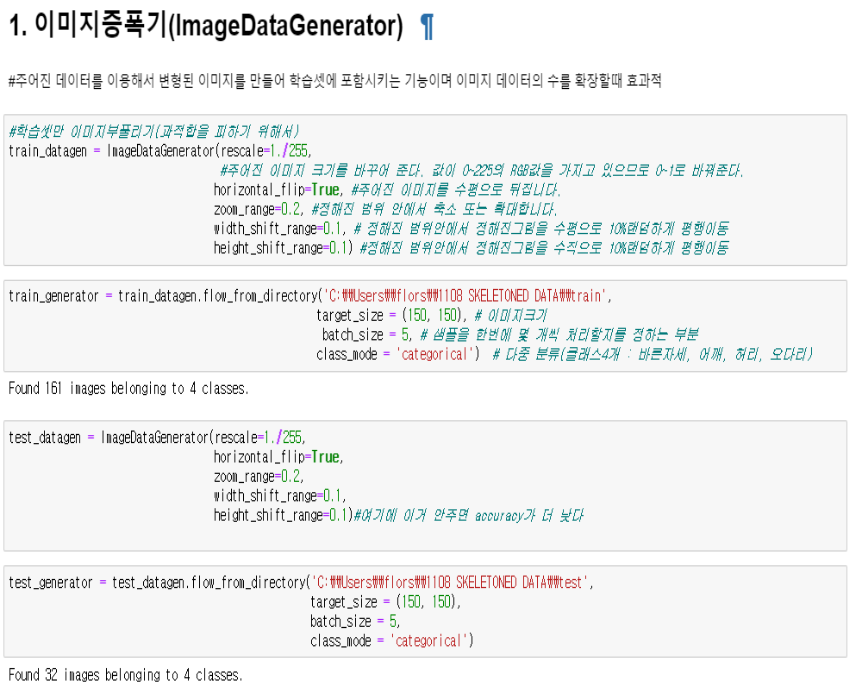 1. 이미지증폭기(ImageDataGenerator) ¶
#주어진 데이터를 이용해서 변형된 이미지를 만들어 학습셋에 포함시키는 기능이며 이미지 데이터의 수를 확장할때 효과적
#학습셋만 이미지부풀리기(과적합을 피하기 위해서)
train_datagen = ImageDataGenerator(rescale=1./255,
#주어진 이미지 크기를 바꾸어 준다. 값이 0~225의 RGB값을 가지고 있으므로 0~1로 바꿔준다.
horizontal_flip=True, #주어진 이미지를 수평으로 뒤집니다.
zoom_range=0.2, #정해진 범위 안에서 축소 또는 확대합니다.
width_shift_range=0.1, # 정해진 범위안에서 정해진그림을 수평으로 10%랜덤하게 평행이동
height_shift_range=0.1) #정해진 범위안에서 정해진그림을 수직으로 10%랜덤하게 평행이동
train_generator = train_datagen.flow_from_directory('C:₩₩Users₩₩flors₩₩1108 SKELETONED DATA₩₩train',
target_size = (150, 150), # 이미지크기
batch_size = 5, # 샘플을 한번에 몇 개씩 처리할지를 정하는 부분
class_mode = 'categorical') # 다중 분류(클래스4개 : 바른자세, 어깨, 허리, 오다리)
Found 161 images belonging to 4 classes.
test_datagen = ImageDataGenerator(rescale=1./255,
horizontal_flip=True,
zoom_range=0.2,
width_shift_range=0.1,
height_shift_range=0.1)#여기에 이거 안주면 accuracy가 더 낮다
test_generator = test_datagen.flow_from_directory('C:₩₩Users₩₩flors₩₩1108 SKELETONED DATA₩₩test',
target_size = (150, 150),
batch_size = 5,
class_mode = 'categorical')
Found 32 images belonging to 4 classes.